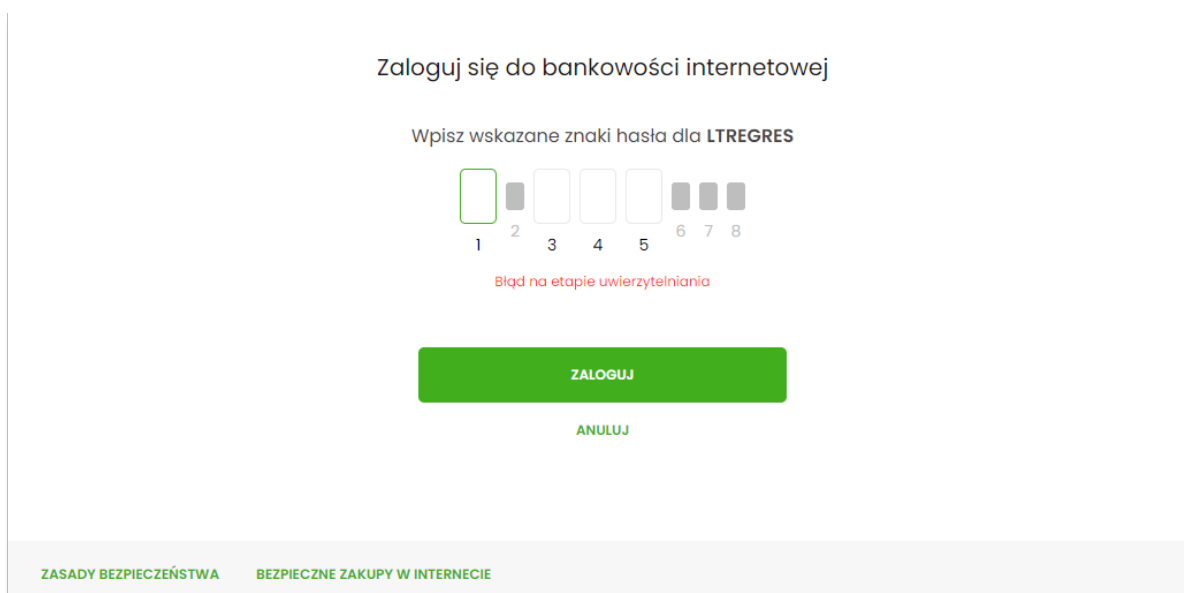 Zaloguj się do bankowości internetowej
Wpisz wskazane znaki hasła dla LTREGRES
1 2 3 4 5 6 7 8
Błąd na etapie uwierzytelniania
ZALOGUJ
ANULUJ
ZASADY BEZPIECZEŃSTWA BEZPIECZNE ZAKUPY W INTERNECIE